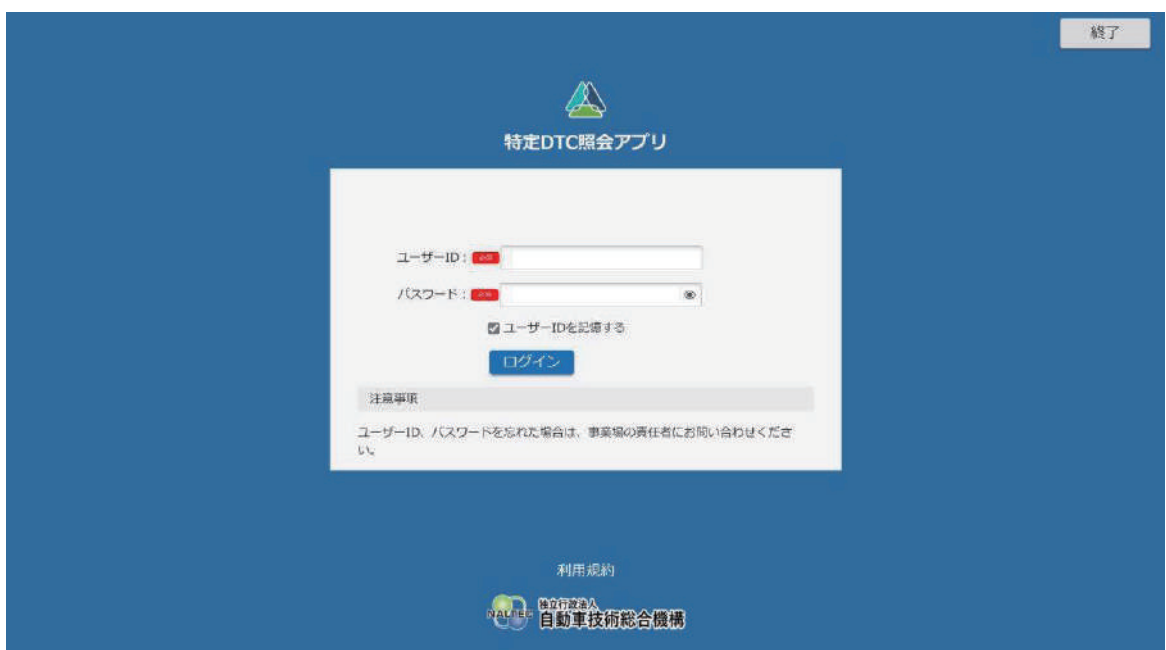 終了
特定DTC照会アプリ
ユーザーID： 必須
パスワード： 必須
ユーザーIDを記憶する
ログイン
注意事項
ユーザーID、パスワードを忘れた場合は、事業場の責任者にお問い合わせくださ
い。
利用規約
NALTEC 独立行政法人
自動車技術総合機構